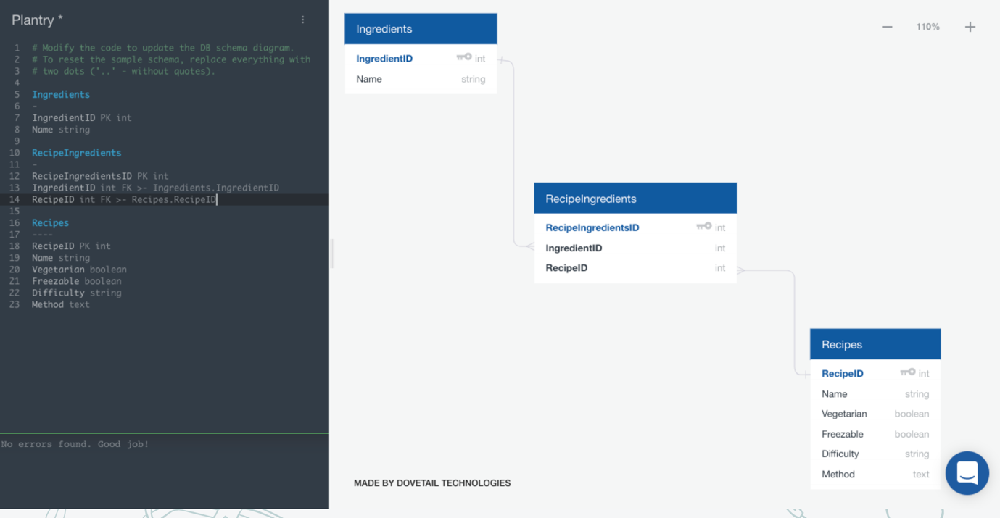 Plantry *
1 # Modify the code to update the DB schema diagram.
2 # To reset the sample schema, replace everything with
3 # two dots ('..' - without quotes).
4
5 Ingredients
6 -
7 IngredientID PK int
8 Name string
9
10 RecipeIngredients
11 -
12 RecipeIngredientsID PK int
13 IngredientID int FK >- Ingredients.IngredientID
14 RecipeID int FK >- Recipes.RecipeID
15
16 Recipes
17 ----
18 RecipeID PK int
19 Name string
20 Vegetarian boolean
21 Freezable boolean
22 Difficulty string
23 Method text
No errors found. Good job!
110%
Ingredients
IngredientID int
Name string
RecipeIngredients
RecipeIngredientsID int
IngredientID int
RecipeID int
Recipes
RecipeID int
Name string
Vegetarian boolean
Freezable boolean
Difficulty string
Method text
MADE BY DOVETAIL TECHNOLOGIES